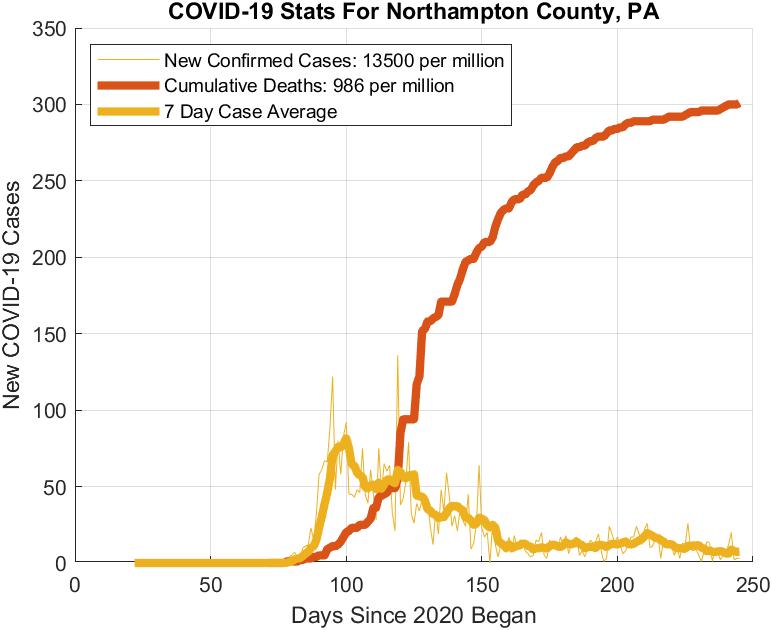 COVID-19 Stats For Northampton County, PA
New Confirmed Cases: 13500 per million
Cumulative Deaths: 986 per million
7 Day Case Average
New COVID-19 Cases
350
300
250
200
150
100
50
0
0 50 100 150 200 250
Days Since 2020 Began